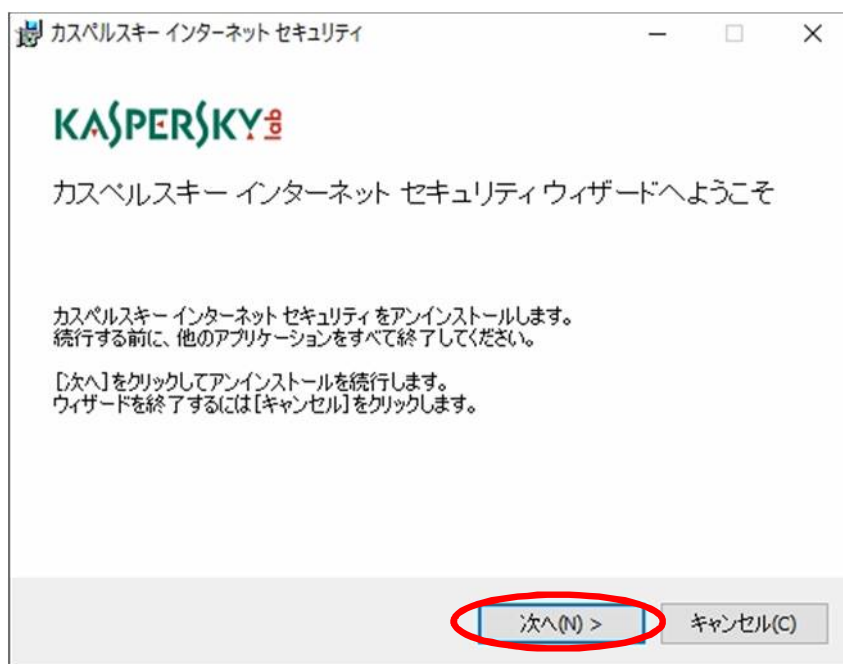 カスペルスキー インターネット セキュリティ
KASPERSKY lab
カスペルスキー インターネット セキュリティ ウィザードへようこそ
カスペルスキー インターネット セキュリティ をアンインストールします。
続行する前に、他のアプリケーションをすべて終了してください。
[次へ]をクリックしてアンインストールを続行します。
ウィザードを終了するには[キャンセル]をクリックします。
次へ(N) >
キャンセル(C)